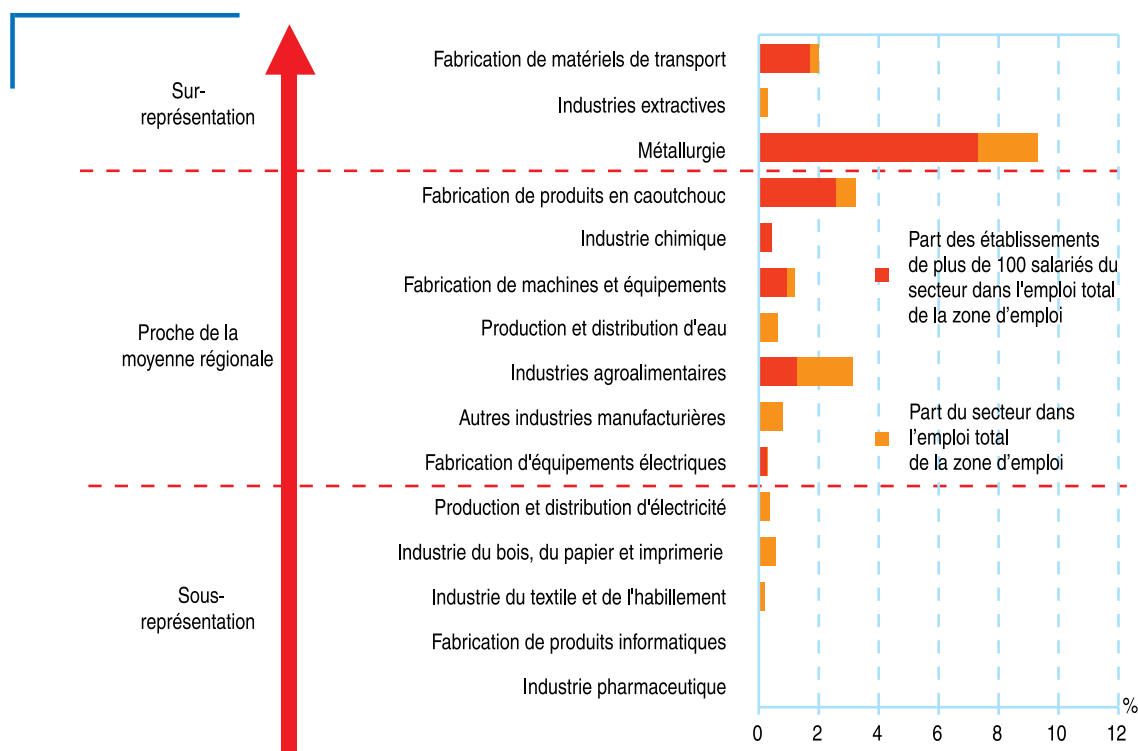 Sur-
représentation
Proche de la
moyenne régionale
Sous-
représentation
Fabrication de matériels de transport
Industries extractives
Métallurgie
Fabrication de produits en caoutchouc
Industrie chimique
Fabrication de machines et équipements
Production et distribution d'eau
Industries agroalimentaires
Autres industries manufacturières
Fabrication d'équipements électriques
Production et distribution d'électricité
Industrie du bois, du papier et imprimerie
Industrie du textile et de l'habillement
Fabrication de produits informatiques
Industrie pharmaceutique
Part des établissements
de plus de 100 salariés du
secteur dans l'emploi total
de la zone d'emploi
Part du secteur dans
l'emploi total
de la zone d'emploi
%
0 2 4 6 8 10 12